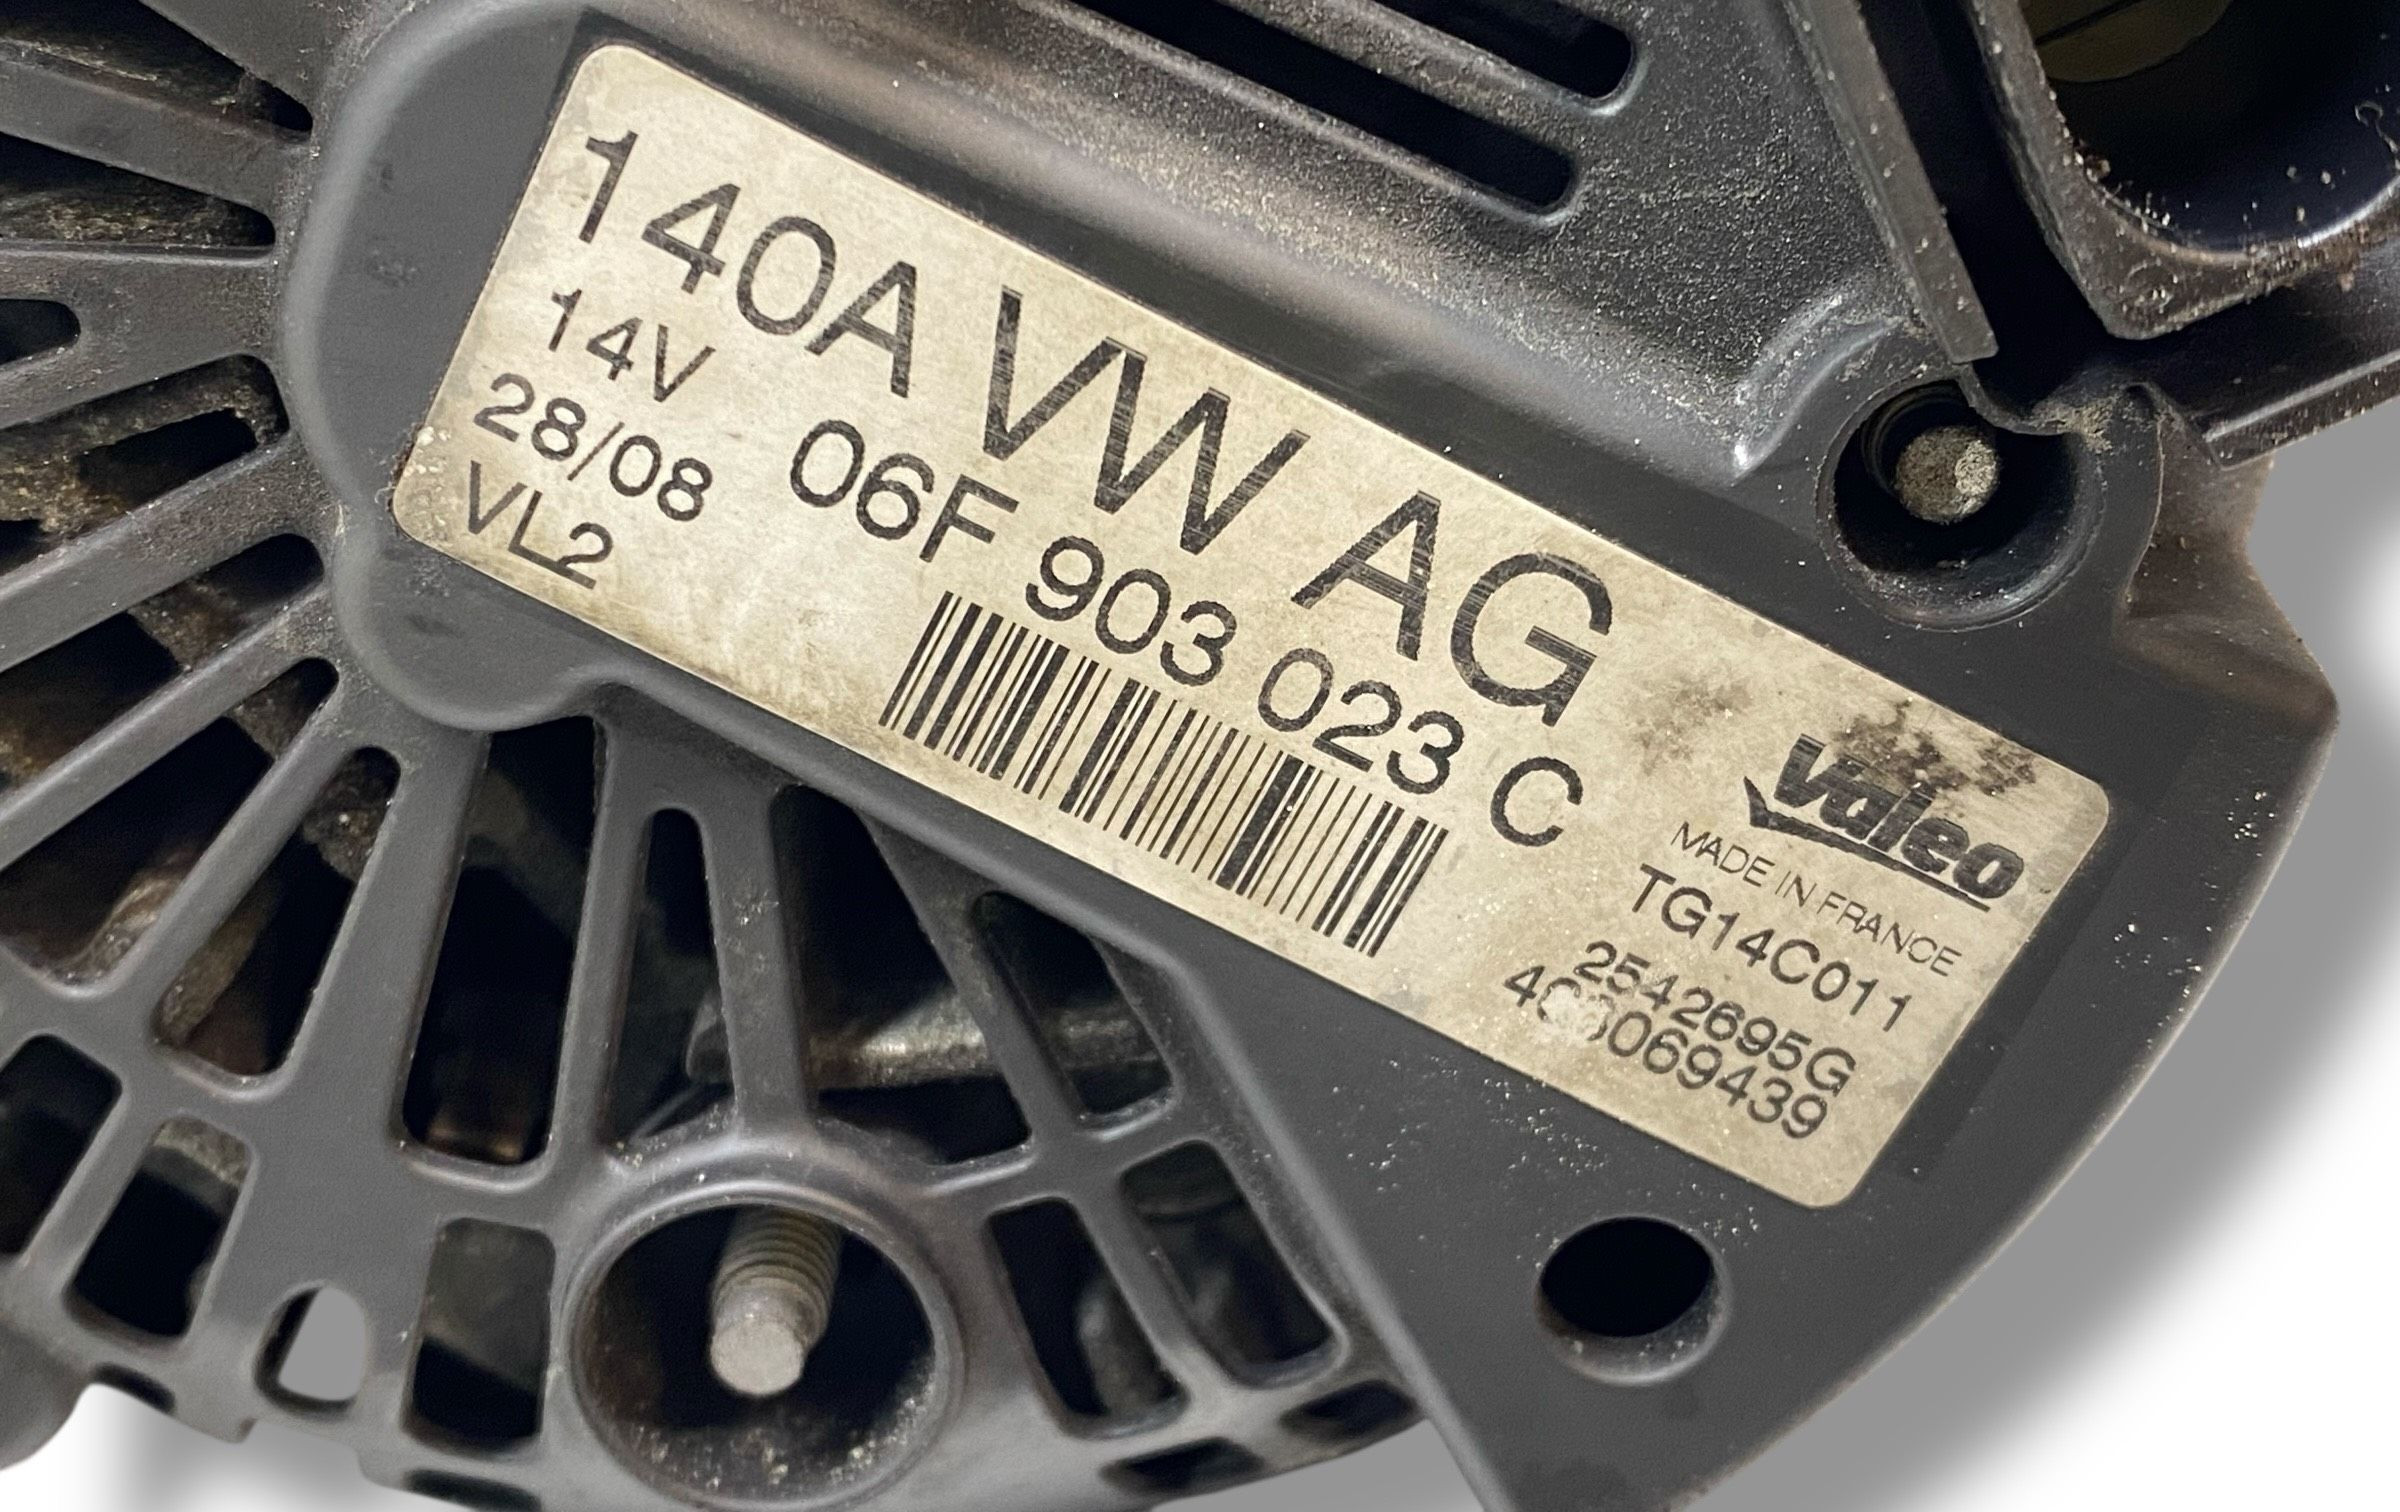 140A VW AG
14V
28/08
VL2
06F 903 023 C
Valeo
MADE IN FRANCE
TG14C011
2542695G